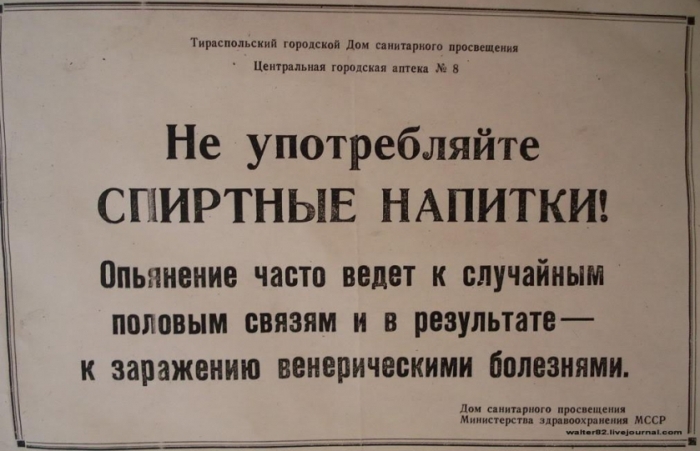 Тираспольский городской Дом санитарного просвещения
Центральная городская аптека № 8
Не употребляйте
СПИРТНЫЕ НАПИТКИ!
Опьянение часто ведет к случайным
половым связям и в результате —
к заражению венерическими болезнями.
Дом санитарного просвещения
Министерства здравоохранения МССР
walter82.livejournal.com